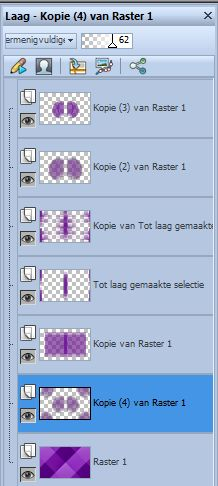 Laag - Kopie (4) van Raster 1
ermenigvuldige 62
Kopie (3) van Raster 1
Kopie (2) van Raster 1
Kopie van Tot laag gemaakte
Tot laag gemaakte selectie
Kopie van Raster 1
Kopie (4) van Raster 1
Raster 1